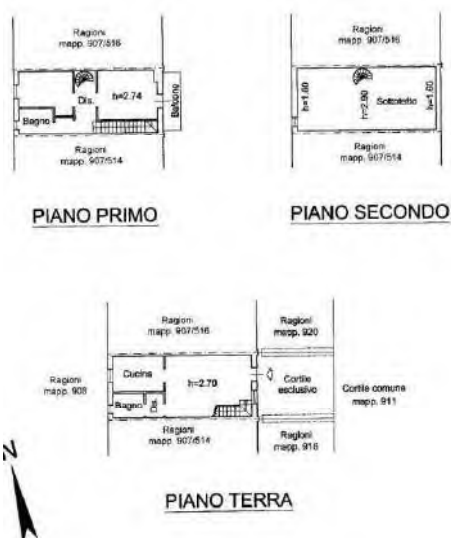 Ragioni
mapp. 907/516
h=2.74
Dis.
Bagno
Balcone
Ragioni
mapp. 907/514
PIANO PRIMO
Ragioni
mapp. 907/516
h=1.60
h=2.90
Sottotetto
h=1.60
Ragioni
mapp. 907/514
PIANO SECONDO
Ragioni
mapp. 907/516
Ragioni
mapp. 920
Ragioni
mapp. 908
Cucina
h=2.70
Bagno
Dis.
Cortile
esclusivo
Cortile comune
mapp. 911
Ragioni
mapp. 907/514
Ragioni
mapp. 916
N
PIANO TERRA